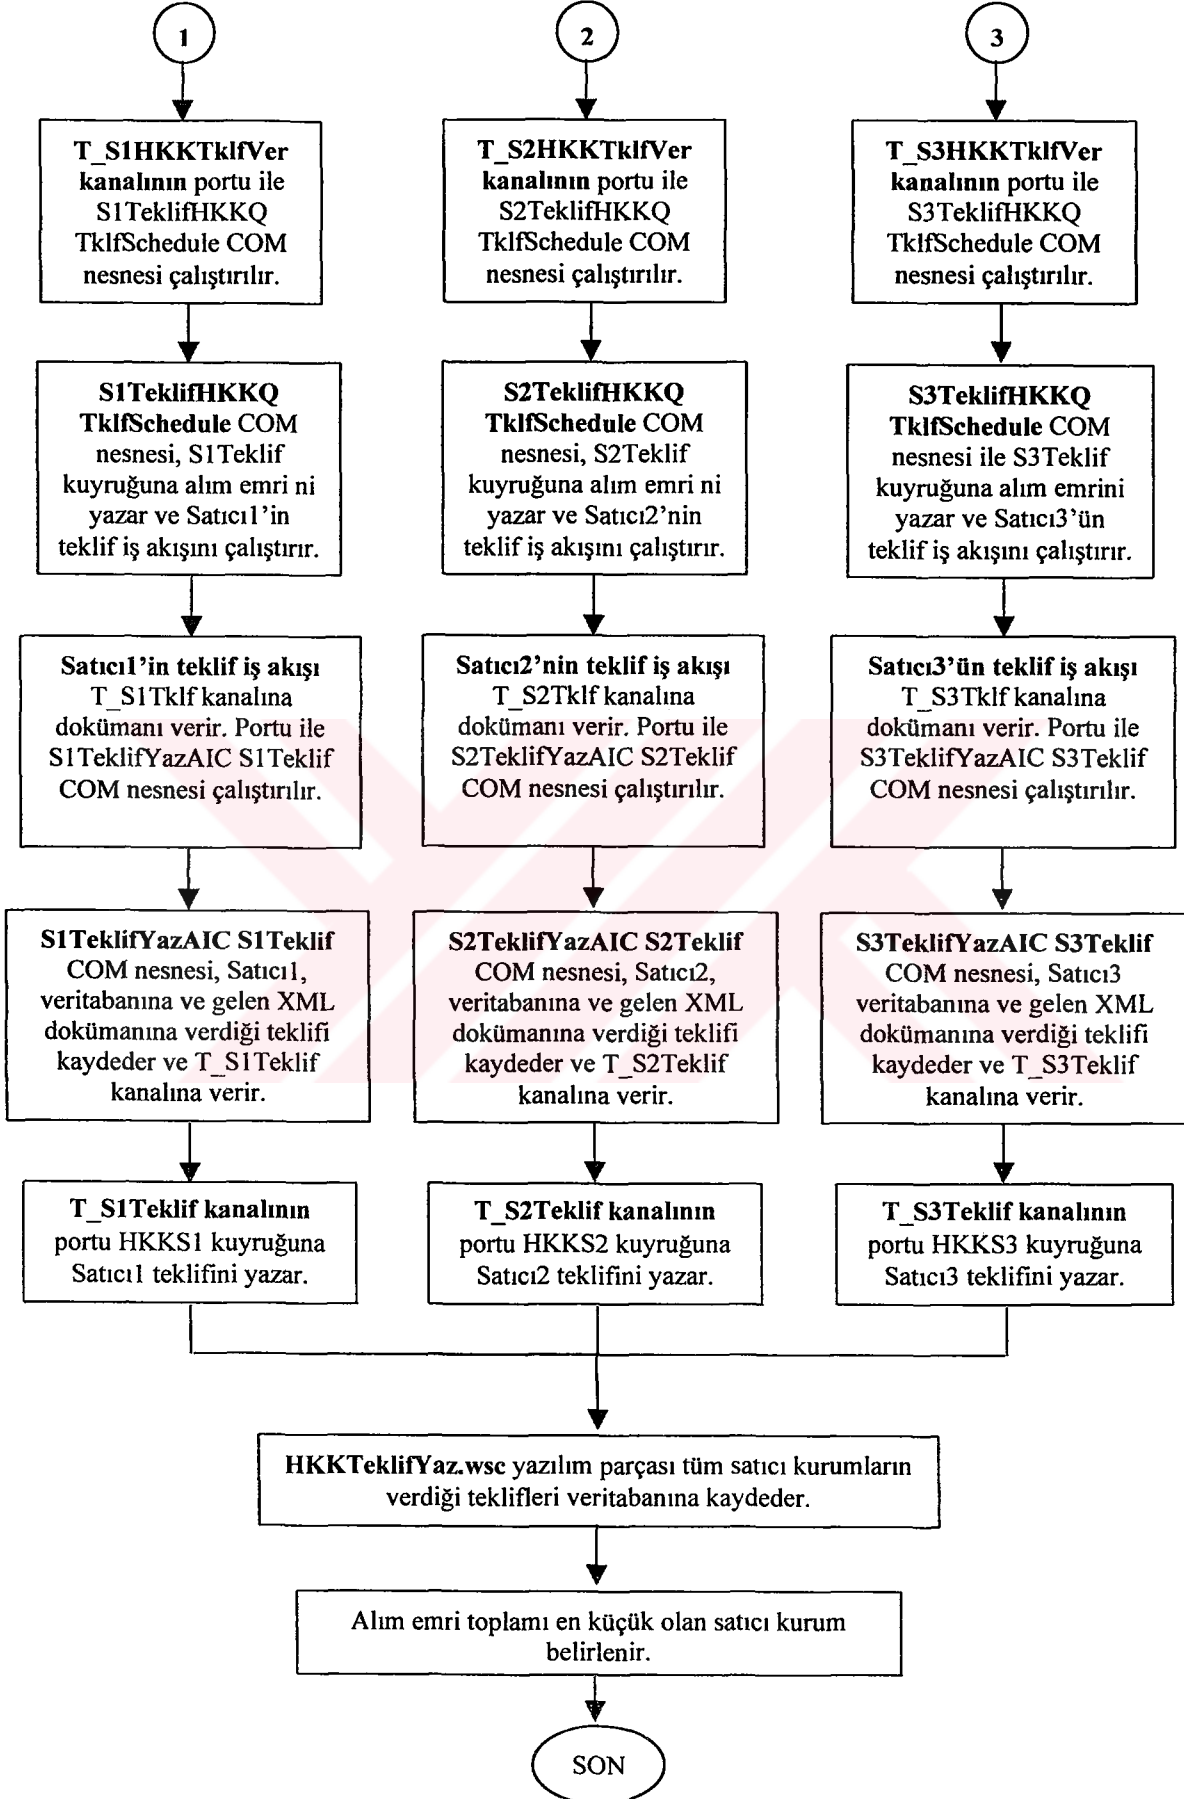 1
2
3
T_S1HKKTklfVer
kanalının portu ile
S1TeklifHKKQ
TklfSchedule COM
nesnesi çalıştırılır.
T_S2HKKTklfVer
kanalının portu ile
S2TeklifHKKQ
TklfSchedule COM
nesnesi çalıştırılır.
T_S3HKKTklfVer
kanalının portu ile
S3TeklifHKKQ
TklfSchedule COM
nesnesi çalıştırılır.
S1TeklifHKKQ
TklfSchedule COM
nesnesi, S1Teklif
kuyruğuna alım emri ni
yazar ve Satıcı1’in
teklif iş akışını çalıştırır.
S2TeklifHKKQ
TklfSchedule COM
nesnesi, S2Teklif
kuyruğuna alım emri ni
yazar ve Satıcı2’nin
teklif iş akışını çalıştırır.
S3TeklifHKKQ
TklfSchedule COM
nesnesi ile S3Teklif
kuyruğuna alım emrini
yazar ve Satıcı3’ün
teklif iş akışını çalıştırır.
Satıcı1’in teklif iş akışı
T_S1Tklf kanalına
dokümanı verir. Portu ile
S1TeklifYazAIC S1Teklif
COM nesnesi çalıştırılır.
Satıcı2’nin teklif iş akışı
T_S2Tklf kanalına
dokümanı verir. Portu ile
S2TeklifYazAIC S2Teklif
COM nesnesi çalıştırılır.
Satıcı3’ün teklif iş akışı
T_S3Tklf kanalına
dokümanı verir. Portu ile
S3TeklifYazAIC S3Teklif
COM nesnesi çalıştırılır.
S1TeklifYazAIC S1Teklif
COM nesnesi, Satıcı1,
veritabanına ve gelen XML
dokümanına verdiği teklifi
kaydeder ve T_S1Teklif
kanalına verir.
S2TeklifYazAIC S2Teklif
COM nesnesi, Satıcı2,
veritabanına ve gelen XML
dokümanına verdiği teklifi
kaydeder ve T_S2Teklif
kanalına verir.
S3TeklifYazAIC S3Teklif
COM nesnesi, Satıcı3
veritabanına ve gelen XML
dokümanına verdiği teklifi
kaydeder ve T_S3Teklif
kanalına verir.
T_S1Teklif kanalının
portu HKKS1 kuyruğuna
Satıcı1 teklifini yazar.
T_S2Teklif kanalının
portu HKKS2 kuyruğuna
Satıcı2 teklifini yazar.
T_S3Teklif kanalının
portu HKKS3 kuyruğuna
Satıcı3 teklifini yazar.
HKKTeklifYaz.wsc yazılım parçası tüm satıcı kurumların
verdiği teklifleri veritabanına kaydeder.
Alım emri toplamı en küçük olan satıcı kurum
belirlenir.
SON